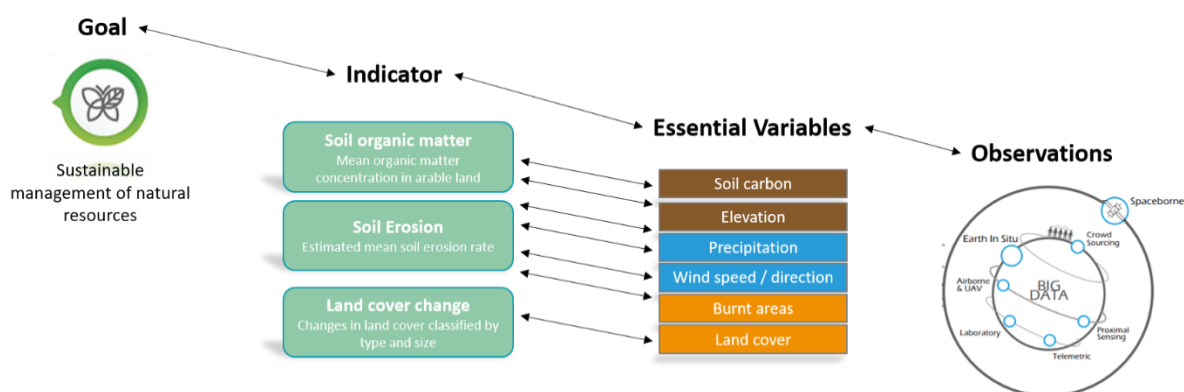 Goal
Indicator
Essential Variables
Observations
Sustainable
management of natural
resources
Soil organic matter
Mean organic matter
concentration in arable land
Soil Erosion
Estimated mean soil erosion rate
Land cover change
Changes in land cover classified by
type and size
Soil carbon
Elevation
Precipitation
Wind speed / direction
Burnt areas
Land cover
Spaceborne
Earth In Situ
Crowd
Sourcing
Airborne
& UAV
BIG
DATA
Laboratory
Proximal
Sensing
Telemetric